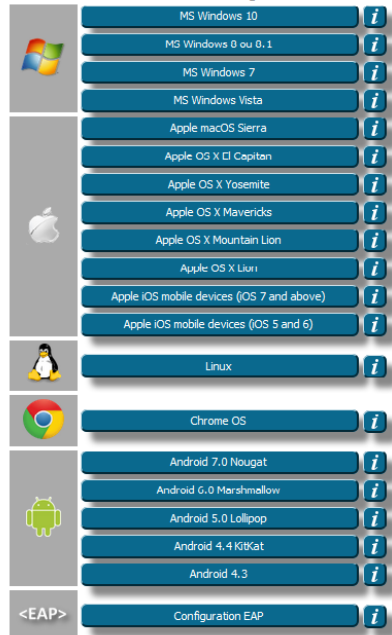 MS Windows 10 i
MS Windows 8 ou 8.1 i
MS Windows 7 i
MS Windows Vista i
Apple macOS Sierra i
Apple OS X El Capitan i
Apple OS X Yosemite i
Apple OS X Mavericks i
Apple OS X Mountain Lion i
Apple OS X Lion i
Apple iOS mobile devices (iOS 7 and above) i
Apple iOS mobile devices (iOS 5 and 6) i
Linux i
Chrome OS i
Android 7.0 Nougat i
Android 6.0 Marshmallow i
Android 5.0 Lollipop i
Android 4.4 KitKat i
Android 4.3 i
<EAP> Configuration EAP i